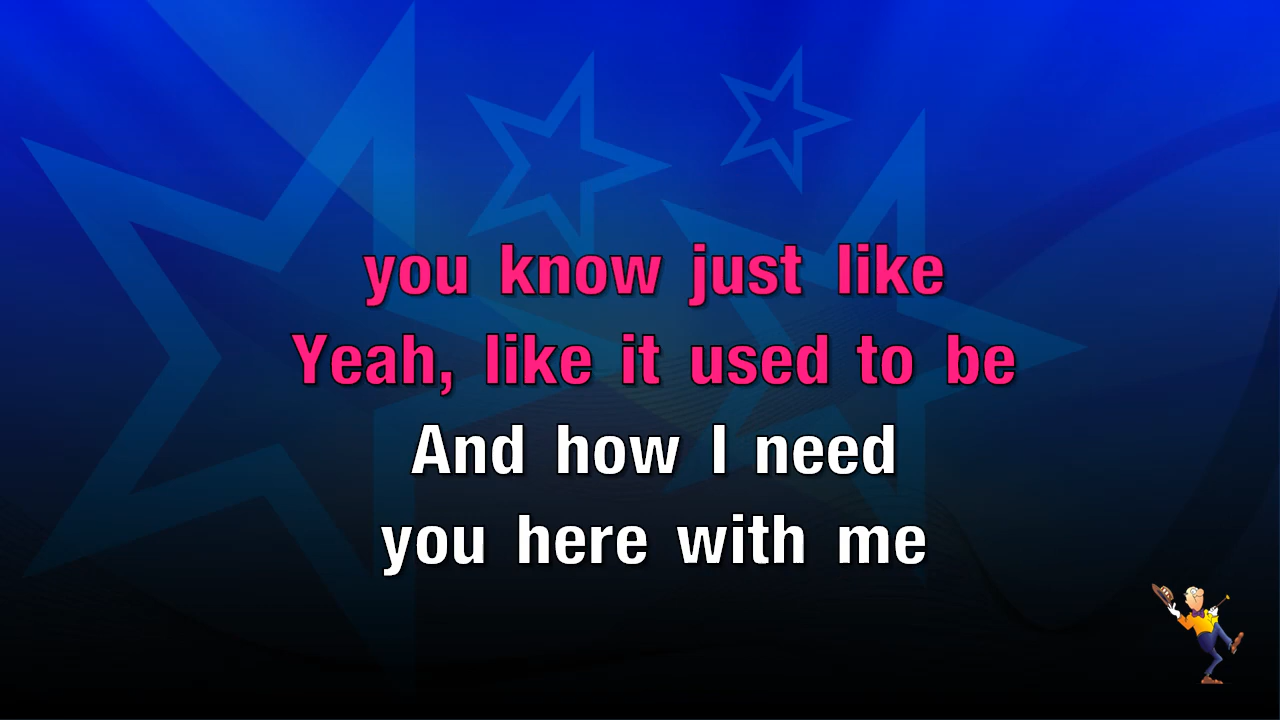 you know just like
Yeah, like it used to be
And how I need
you here with me